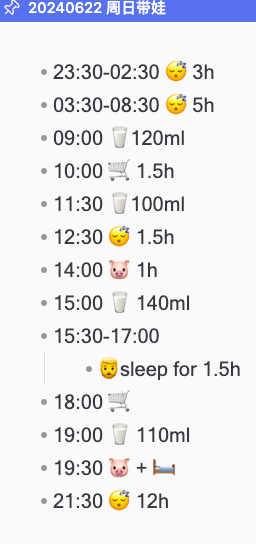 20240622 周日带娃
23:30-02:30 😴 3h
03:30-08:30 😴 5h
09:00 🥛120ml
10:00 🛒 1.5h
11:30 🥛100ml
12:30 😴 1.5h
14:00 🐷 1h
15:00 🥛 140ml
15:30-17:00
👨sleep for 1.5h
18:00 🛒
19:00 🥛 110ml
19:30 🐷 + 🛏️
21:30 😴 12h